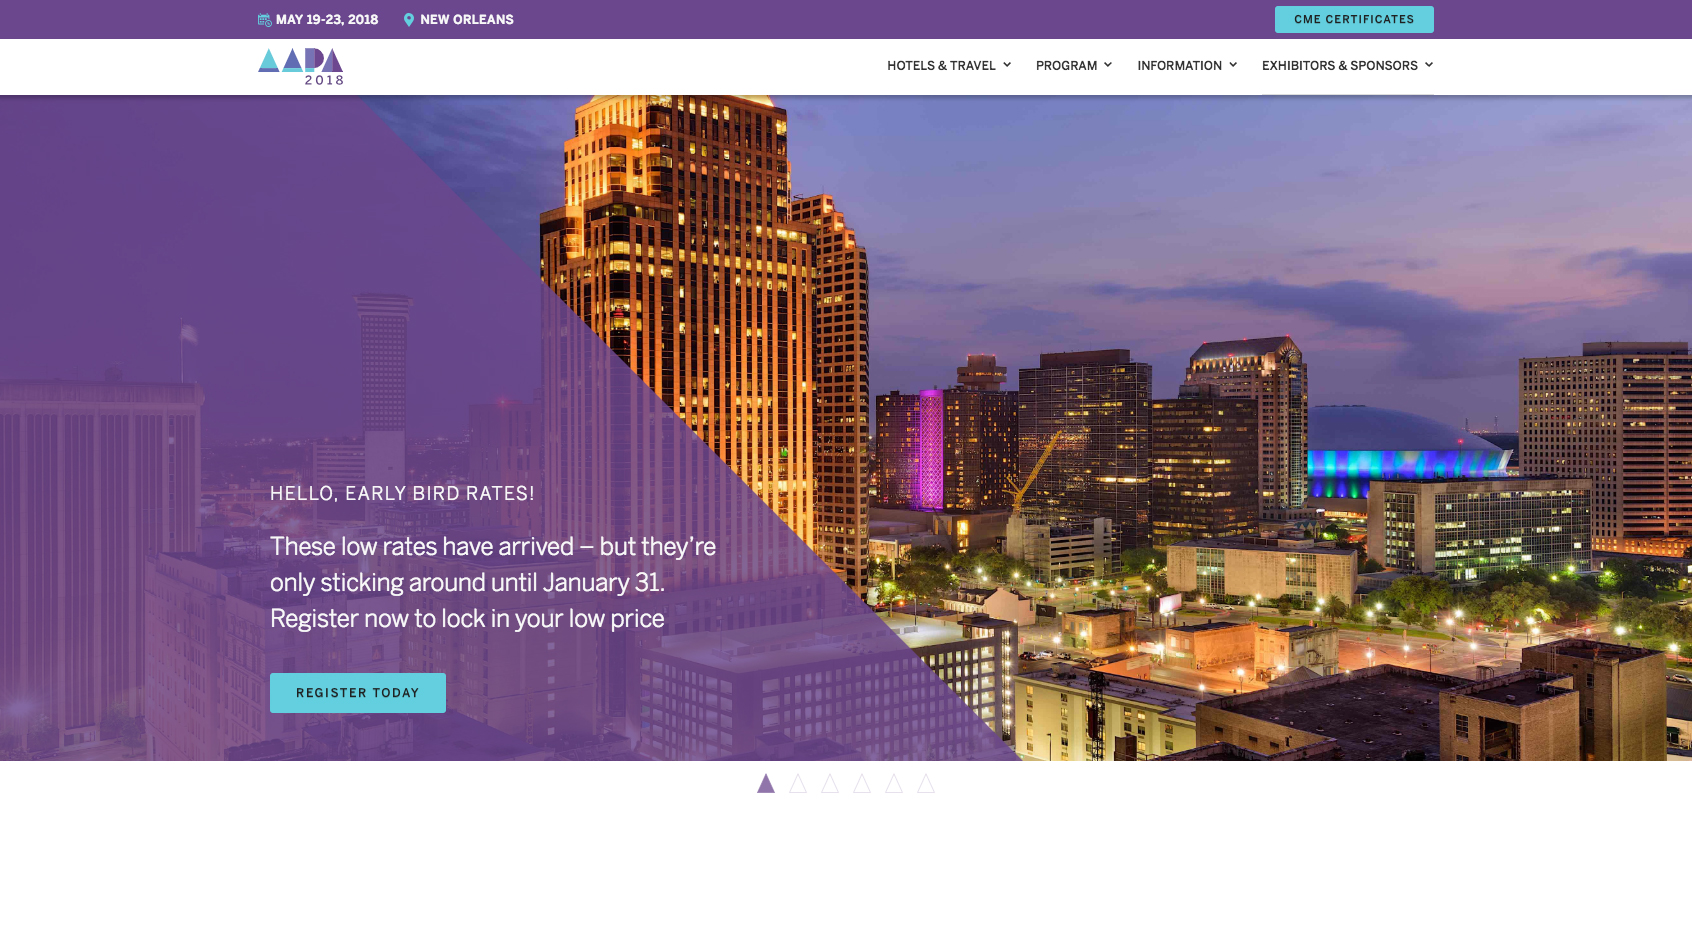 MAY 19-23, 2018
NEW ORLEANS
CME CERTIFICATES
AAPA
2018
HOTELS & TRAVEL
PROGRAM
INFORMATION
EXHIBITORS & SPONSORS
HELLO, EARLY BIRD RATES!
These low rates have arrived – but they’re
only sticking around until January 31.
Register now to lock in your low price
REGISTER TODAY